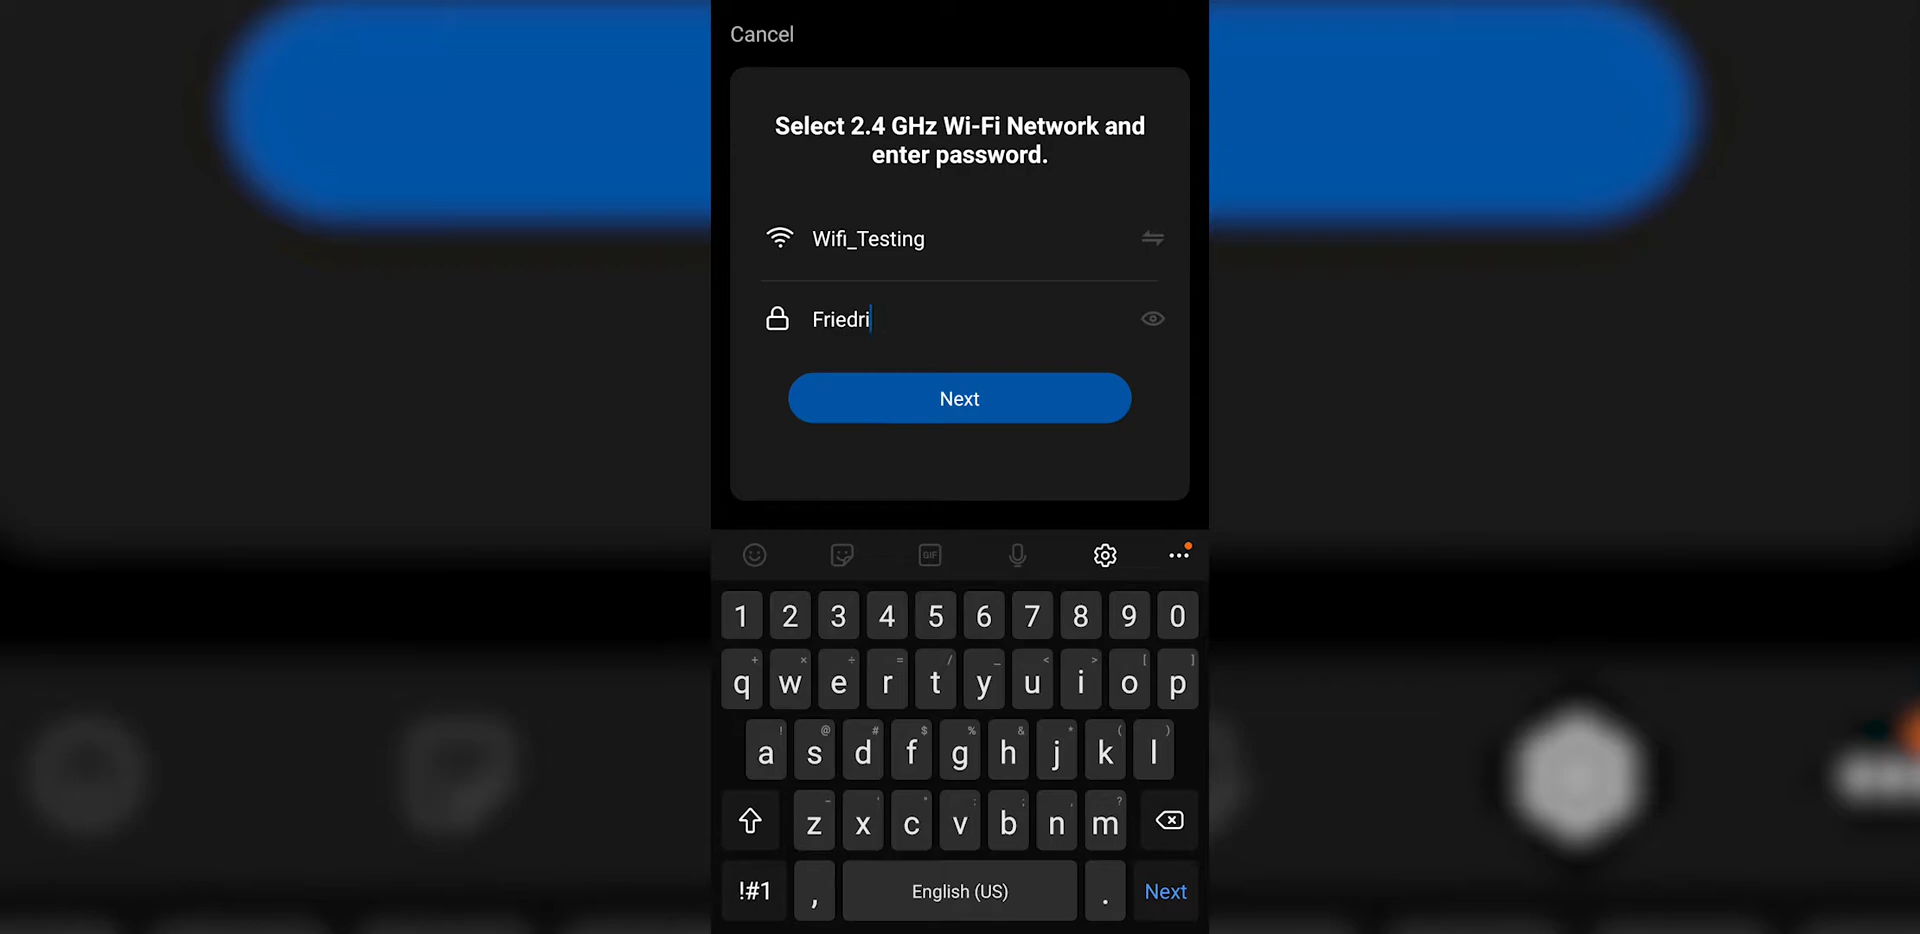 Cancel
Select 2.4 GHz Wi-Fi Network and
enter password.
Wifi_Testing
Friedri
Next
GIF
1 2 3 4 5 6 7 8 9 0
+ × ÷ = / _ < > [ ]
q w e r t y u i o p
! @ # $ % & * ( )
a s d f g h j k l
- ' " : ; , ?
z x c v b n m
!#1 , English (US) . Next